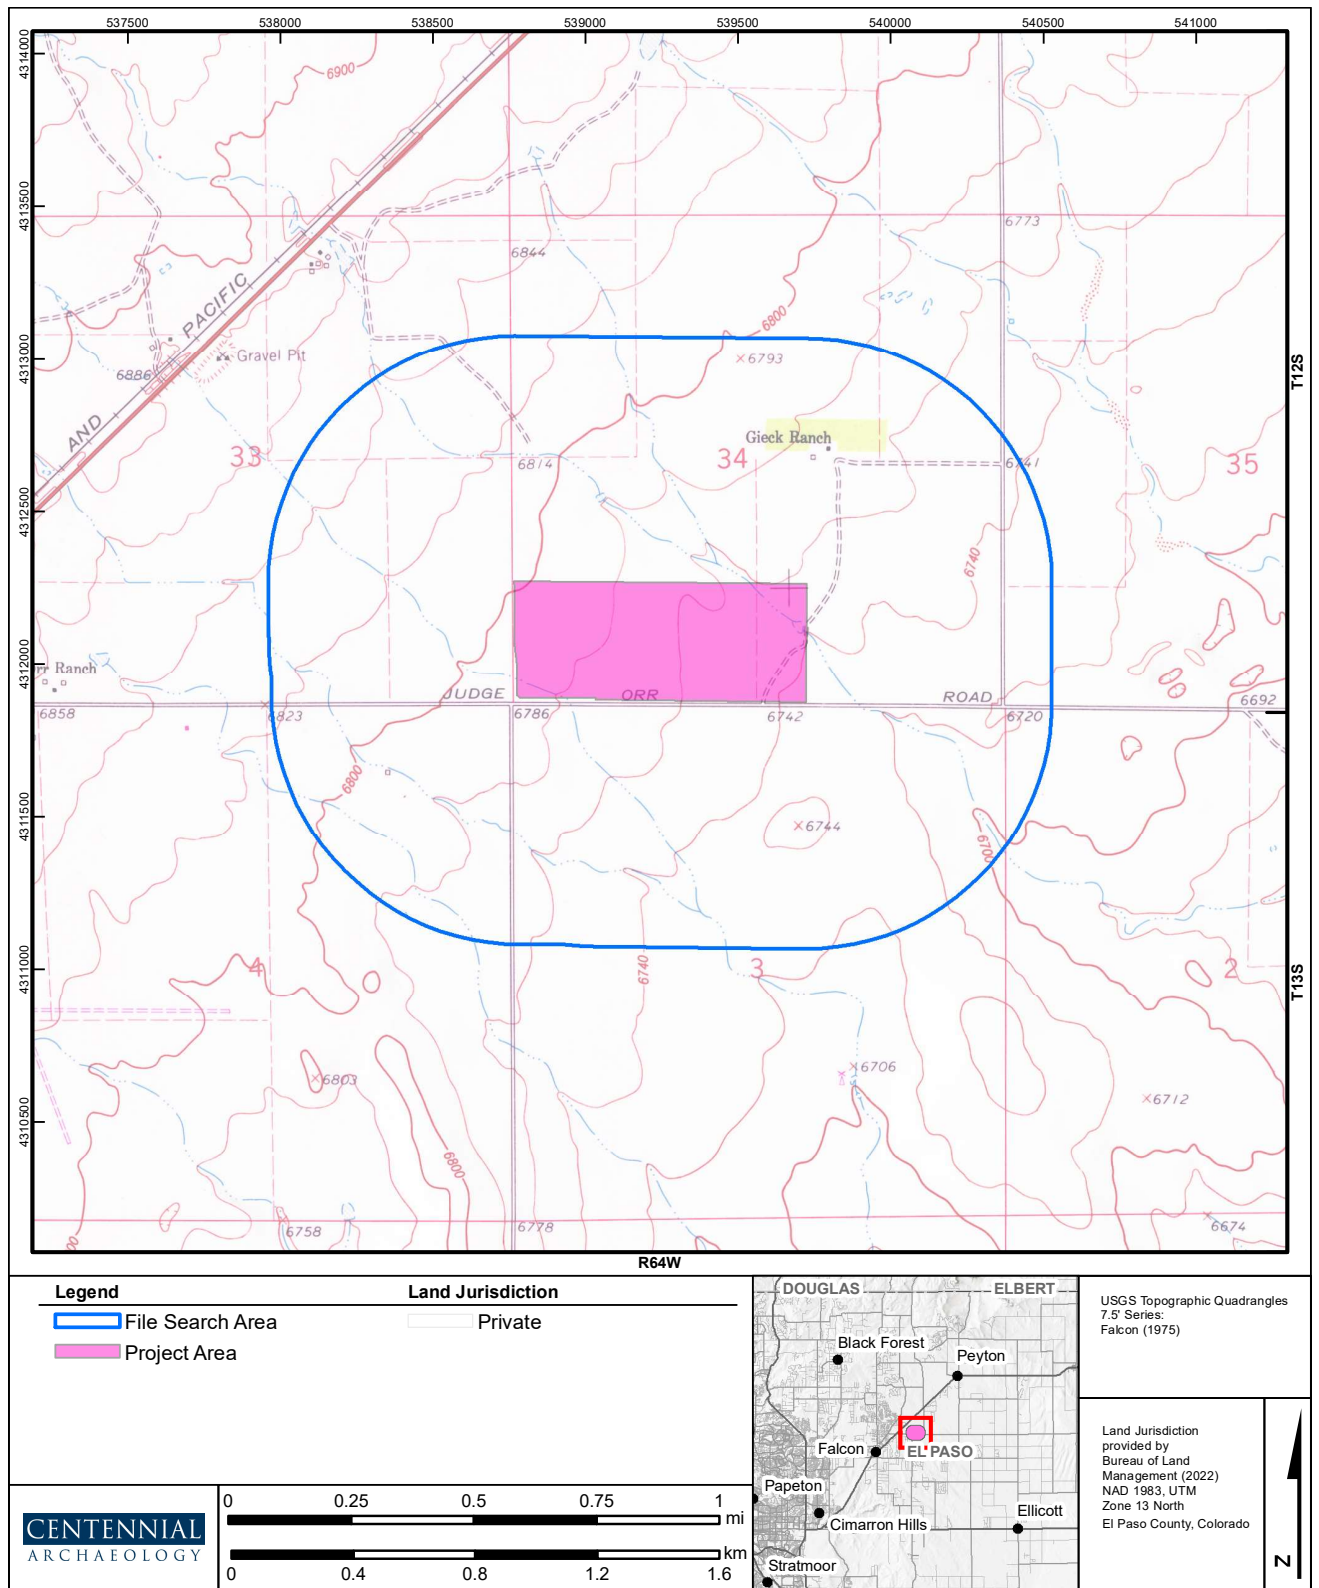 537500 538000 538500 539000 539500 540000 540500 541000
4314000
6900
4313500
6773
6844
PACIFIC
6800
4313000
6793
Gravel Pit
6886
T12S
AND
Gieck Ranch
33
34
35
6814
6741
4312500
6740
4312000
rr Ranch
JUDGE ORR ROAD
6858 6823 6786 6742 6720 6692
6800
4311500
6744
6700
4311000
4
6740
3
2
T13S
6803
6706
6712
4310500
6800
6758
6778
6674
00
R64W
Legend
File Search Area
Project Area
Land Jurisdiction
Private
CENTENNIAL
ARCHAEOLOGY
0 0.25 0.5 0.75 1
mi
km
0 0.4 0.8 1.2 1.6
DOUGLAS ELBERT
Black Forest
Peyton
Falcon
EL PASO
Papeton
Cimarron Hills
Ellicott
Stratmoor
USGS Topographic Quadrangles
7.5' Series:
Falcon (1975)
Land Jurisdiction
provided by
Bureau of Land
Management (2022)
NAD 1983, UTM
Zone 13 North
El Paso County, Colorado
Z